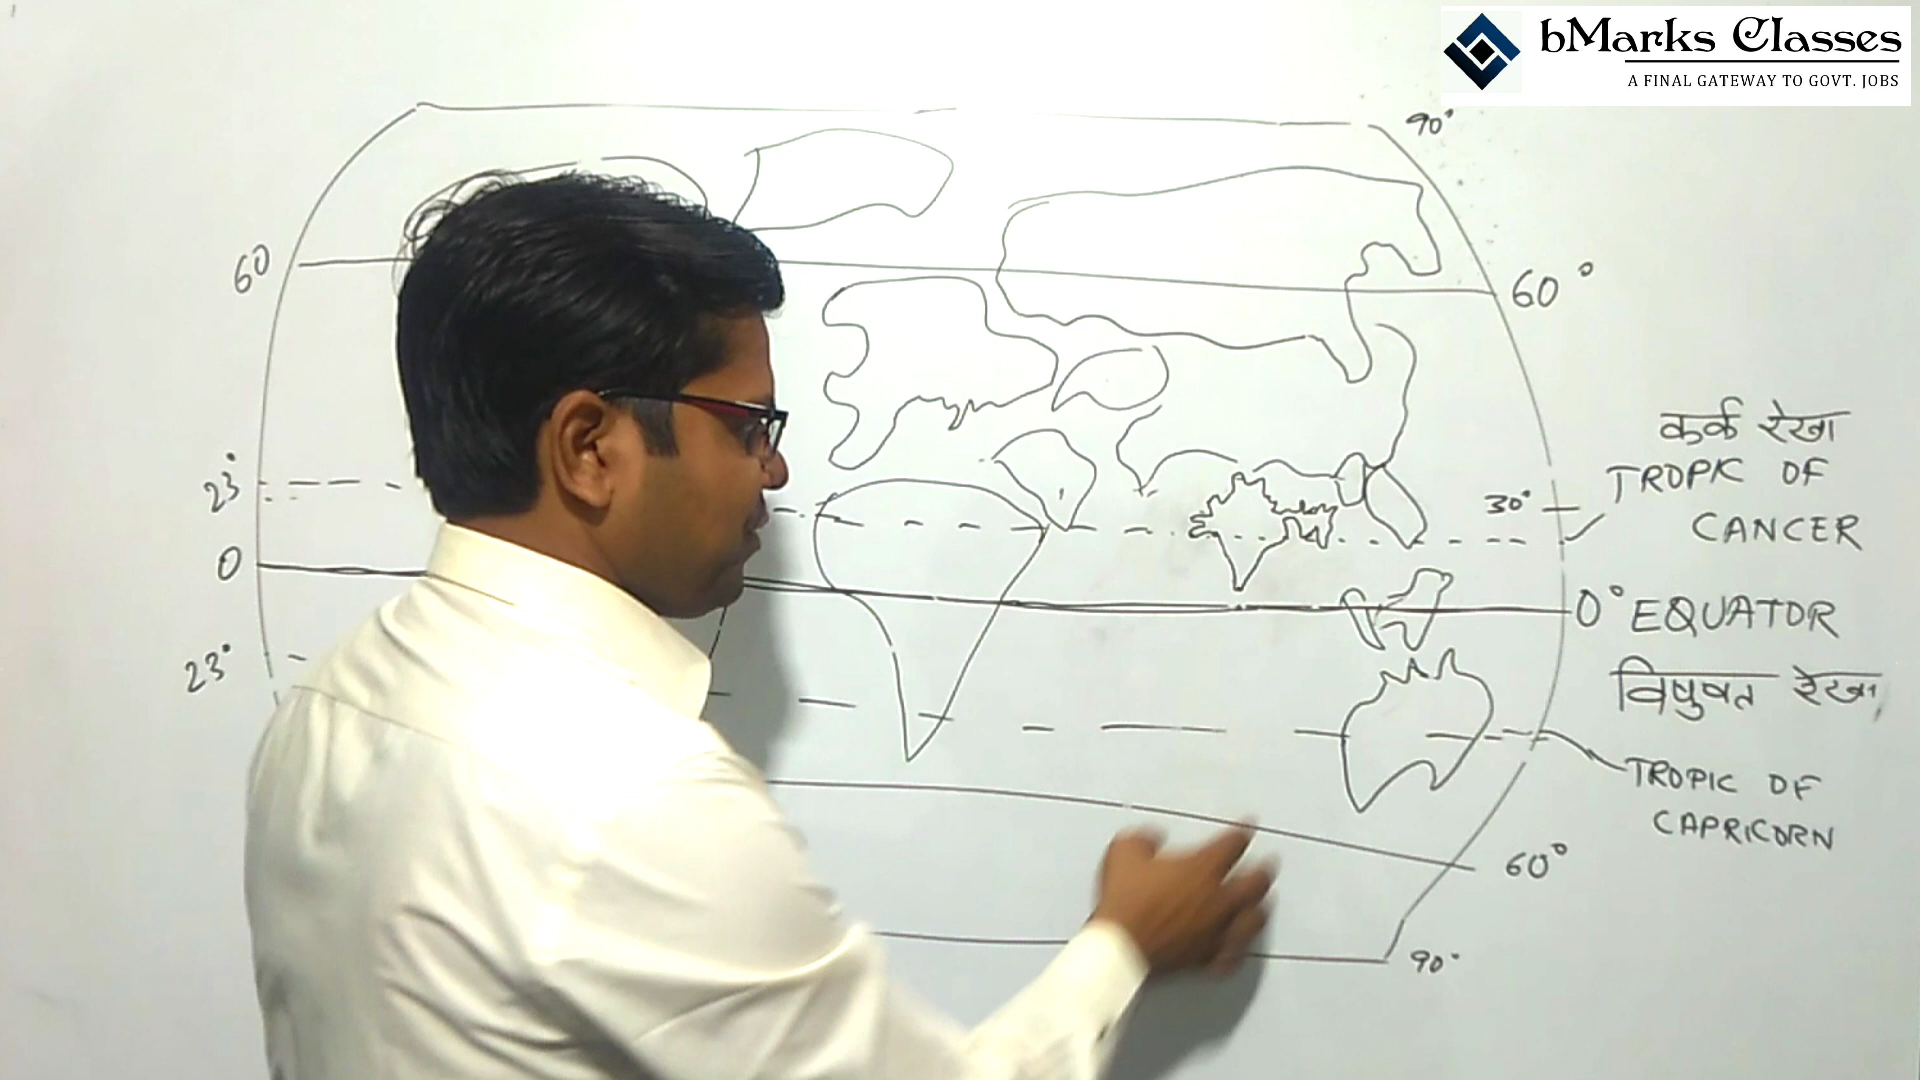 bMarks Classes
A FINAL GATEWAY TO GOVT. JOBS
90°
60
60°
कर्क रेखा
TROPIC OF
CANCER
23°
30°
0
0° EQUATOR
विषुवत रेखा
23°
TROPIC OF
CAPRICORN
60°
90°